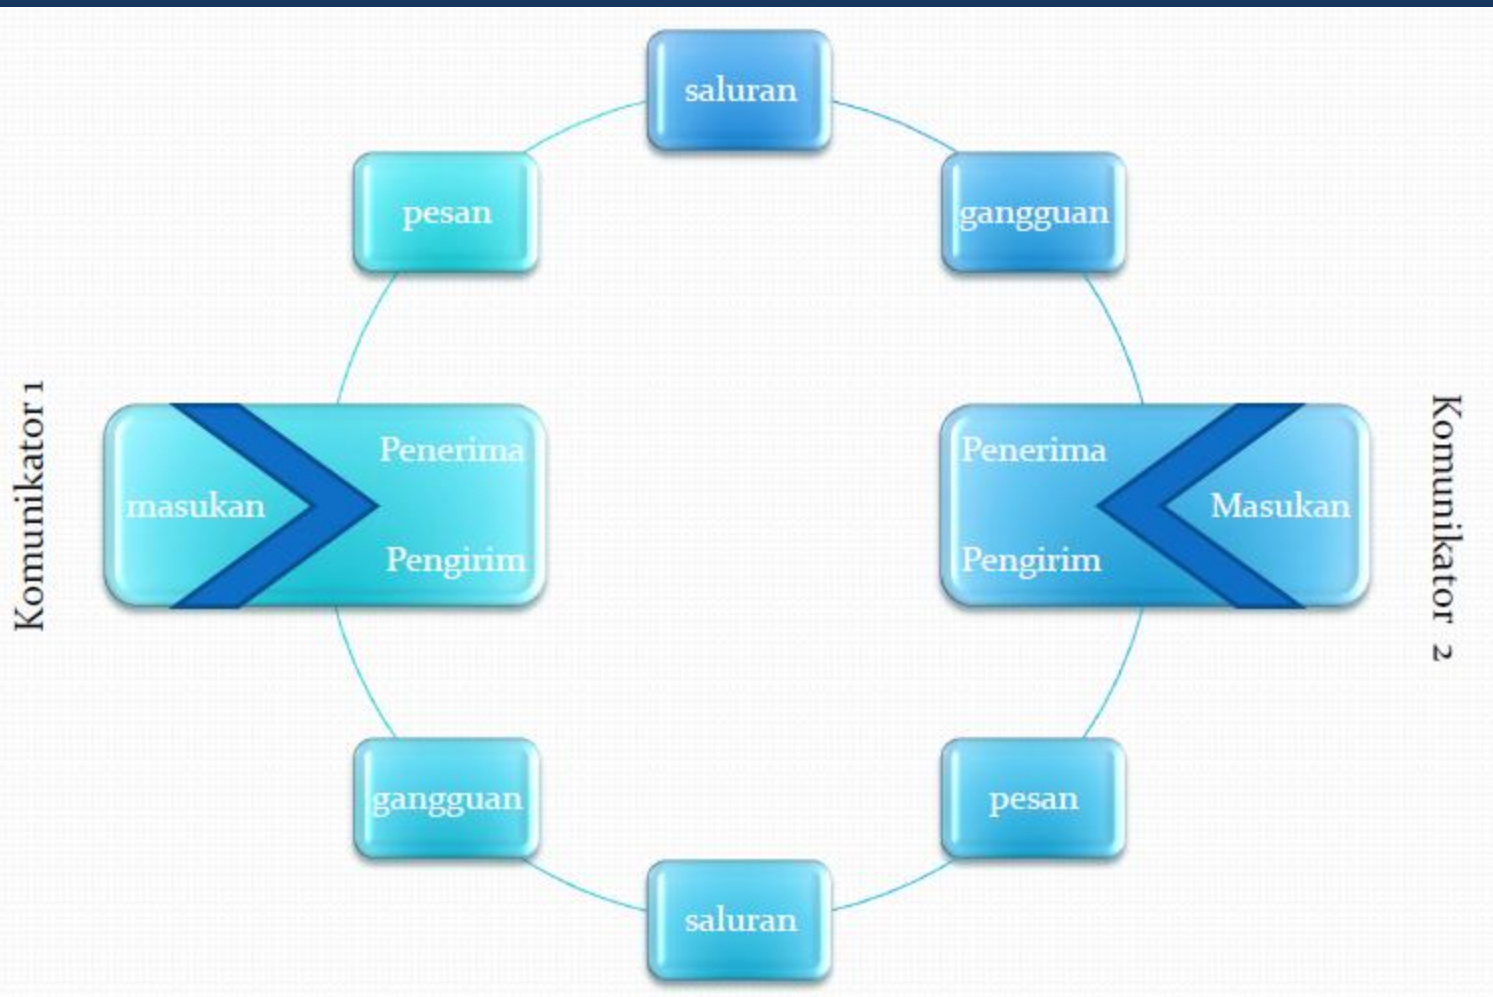 saluran
pesan
gangguan
Komunikator 1
masukan
Penerima
Pengirim
Penerima
Pengirim
Masukan
Komunikator 2
gangguan
pesan
saluran